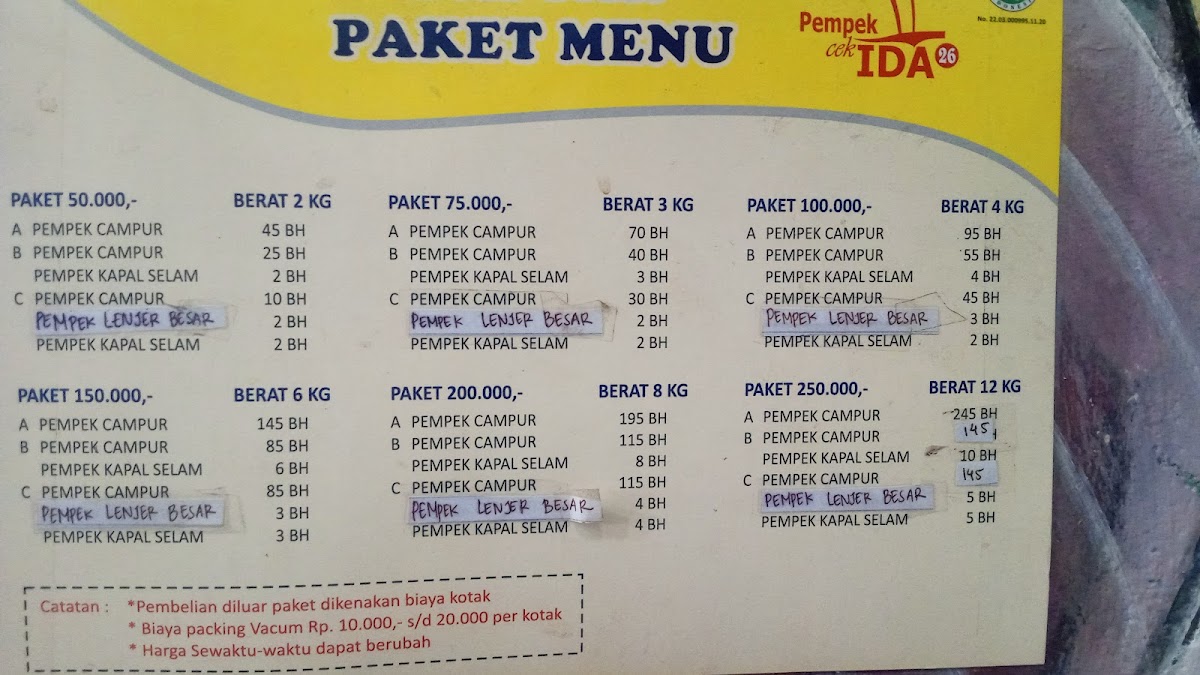 PAKET MENU
Pempek
cek
IDA 26
No. 22.03.000995.11.20
PAKET 50.000,- BERAT 2 KG
A PEMPEK CAMPUR 45 BH
B PEMPEK CAMPUR 25 BH
PEMPEK KAPAL SELAM 2 BH
C PEMPEK CAMPUR 10 BH
PEMPEK LENJER BESAR 2 BH
PEMPEK KAPAL SELAM 2 BH
PAKET 75.000,- BERAT 3 KG
A PEMPEK CAMPUR 70 BH
B PEMPEK CAMPUR 40 BH
PEMPEK KAPAL SELAM 3 BH
C PEMPEK CAMPUR 30 BH
PEMPEK LENJER BESAR 2 BH
PEMPEK KAPAL SELAM 2 BH
PAKET 100.000,- BERAT 4 KG
A PEMPEK CAMPUR 95 BH
B PEMPEK CAMPUR 55 BH
PEMPEK KAPAL SELAM 4 BH
C PEMPEK CAMPUR 45 BH
PEMPEK LENJER BESAR 3 BH
PEMPEK KAPAL SELAM 2 BH
PAKET 150.000,- BERAT 6 KG
A PEMPEK CAMPUR 145 BH
B PEMPEK CAMPUR 85 BH
PEMPEK KAPAL SELAM 6 BH
C PEMPEK CAMPUR 85 BH
PEMPEK LENJER BESAR 3 BH
PEMPEK KAPAL SELAM 3 BH
PAKET 200.000,- BERAT 8 KG
A PEMPEK CAMPUR 195 BH
B PEMPEK CAMPUR 115 BH
PEMPEK KAPAL SELAM 8 BH
C PEMPEK CAMPUR 115 BH
PEMPEK LENJER BESAR 4 BH
PEMPEK KAPAL SELAM 4 BH
PAKET 250.000,- BERAT 12 KG
A PEMPEK CAMPUR 245 BH
B PEMPEK CAMPUR 145
PEMPEK KAPAL SELAM 10 BH
C PEMPEK CAMPUR 145
PEMPEK LENJER BESAR 5 BH
PEMPEK KAPAL SELAM 5 BH
Catatan : *Pembelian diluar paket dikenakan biaya kotak
* Biaya packing Vacum Rp. 10.000,- s/d 20.000 per kotak
* Harga Sewaktu-waktu dapat berubah